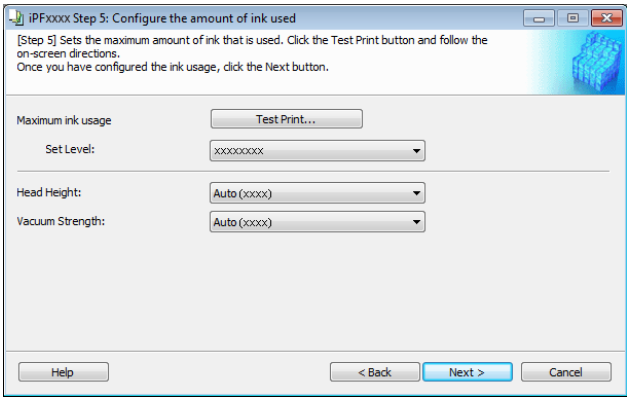 iPFxxxx Step 5: Configure the amount of ink used
[Step 5] Sets the maximum amount of ink that is used. Click the Test Print button and follow the
on-screen directions.
Once you have configured the ink usage, click the Next button.
Maximum ink usage Test Print...
Set Level: xxxxxxxx
Head Height: Auto (xxxx)
Vacuum Strength: Auto (xxxx)
Help < Back Next > Cancel